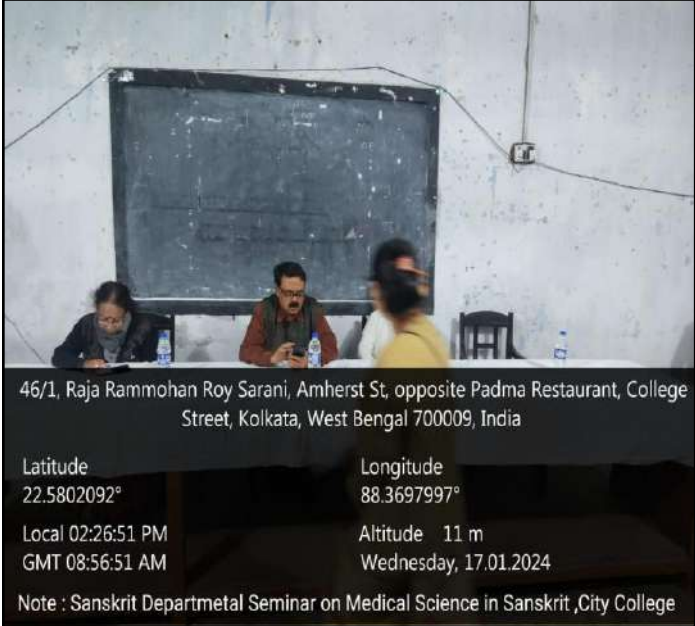 46/1, Raja Rammohan Roy Sarani, Amherst St, opposite Padma Restaurant, College
Street, Kolkata, West Bengal 700009, India
Latitude
22.5802092°
Longitude
88.3697997°
Local 02:26:51 PM
GMT 08:56:51 AM
Altitude 11 m
Wednesday, 17.01.2024
Note : Sanskrit Departmetal Seminar on Medical Science in Sanskrit ,City College